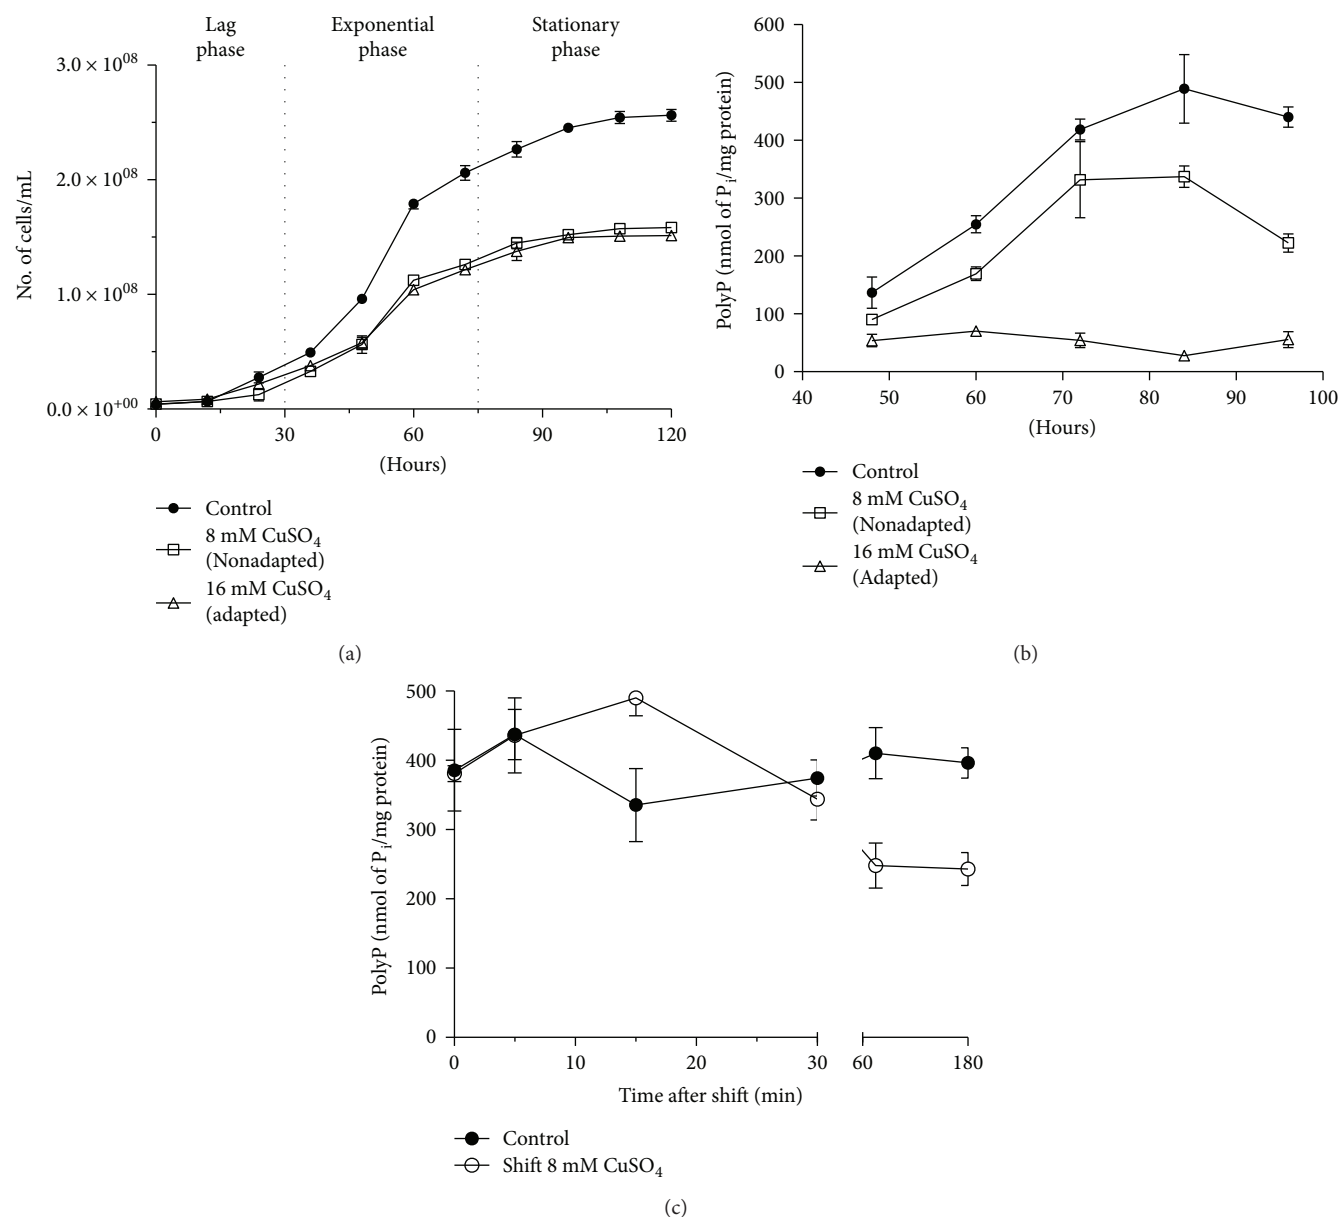 Lag
phase
Exponential
phase
Stationary
phase
3.0 × 10^08
2.0 × 10^08
1.0 × 10^08
0.0 × 10^+00
No. of cells/mL
0 30 60 90 120
(Hours)
Control
8 mM CuSO4
(Nonadapted)
16 mM CuSO4
(adapted)
(a)
600
500
400
300
200
100
0
PolyP (nmol of Pi/mg protein)
40 50 60 70 80 90 100
(Hours)
Control
8 mM CuSO4
(Nonadapted)
16 mM CuSO4
(Adapted)
(b)
500
400
300
200
100
0
PolyP (nmol of Pi/mg protein)
0 10 20 30 60 180
Time after shift (min)
Control
Shift 8 mM CuSO4
(c)